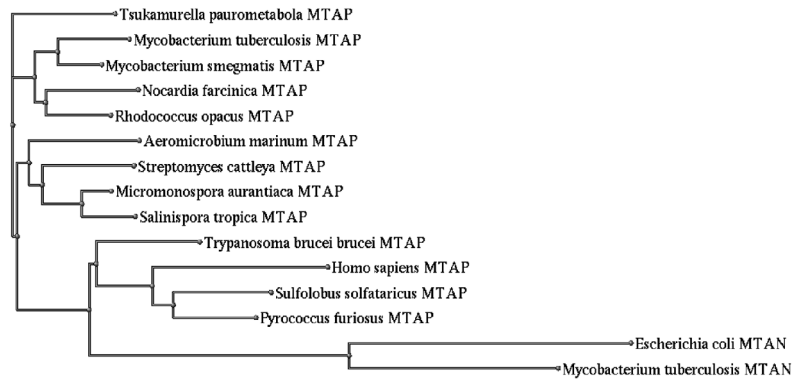 Tsukamurella paurometabola MTAP
Mycobacterium tuberculosis MTAP
Mycobacterium smegmatis MTAP
Nocardia farcinica MTAP
Rhodococcus opacus MTAP
Aeromicrobium marinum MTAP
Streptomyces cattleya MTAP
Micromonospora aurantiaca MTAP
Salinispora tropica MTAP
Trypanosoma brucei brucei MTAP
Homo sapiens MTAP
Sulfolobus solfataricus MTAP
Pyrococcus furiosus MTAP
Escherichia coli MTAN
Mycobacterium tuberculosis MTAN